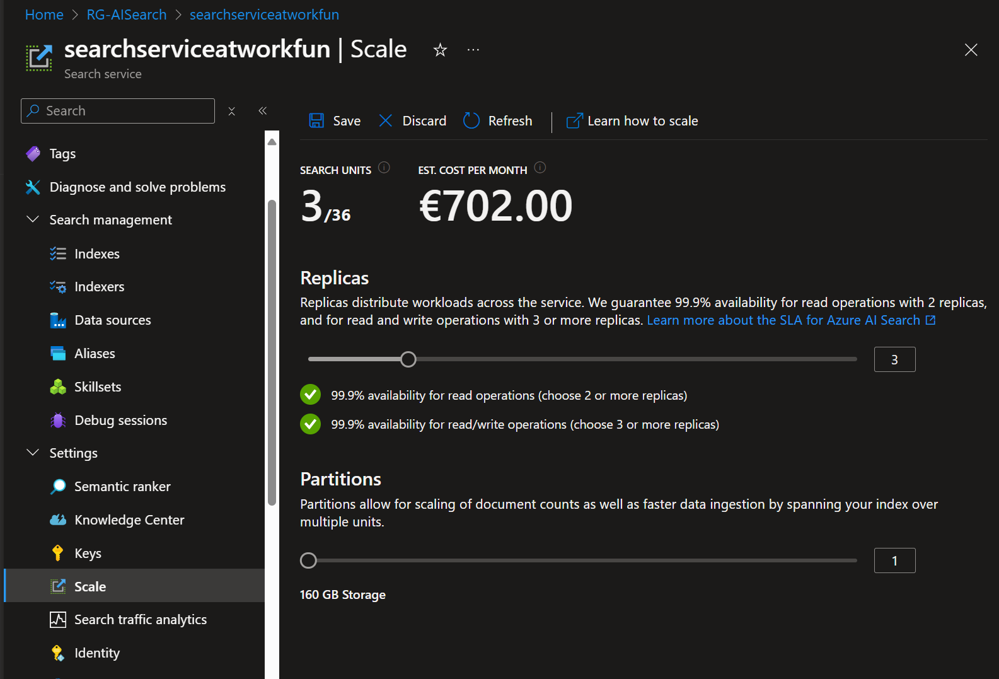 Home > RG-AISearch > searchserviceatworkfun
searchserviceatworkfun | Scale
Search service
Search
Tags
Diagnose and solve problems
Search management
Indexes
Indexers
Data sources
Aliases
Skillsets
Debug sessions
Settings
Semantic ranker
Knowledge Center
Keys
Scale
Search traffic analytics
Identity
Save Discard Refresh Learn how to scale
SEARCH UNITS EST. COST PER MONTH
3/36 €702.00
Replicas
Replicas distribute workloads across the service. We guarantee 99.9% availability for read operations with 2 replicas,
and for read and write operations with 3 or more replicas. Learn more about the SLA for Azure AI Search
3
99.9% availability for read operations (choose 2 or more replicas)
99.9% availability for read/write operations (choose 3 or more replicas)
Partitions
Partitions allow for scaling of document counts as well as faster data ingestion by spanning your index over
multiple units.
1
160 GB Storage